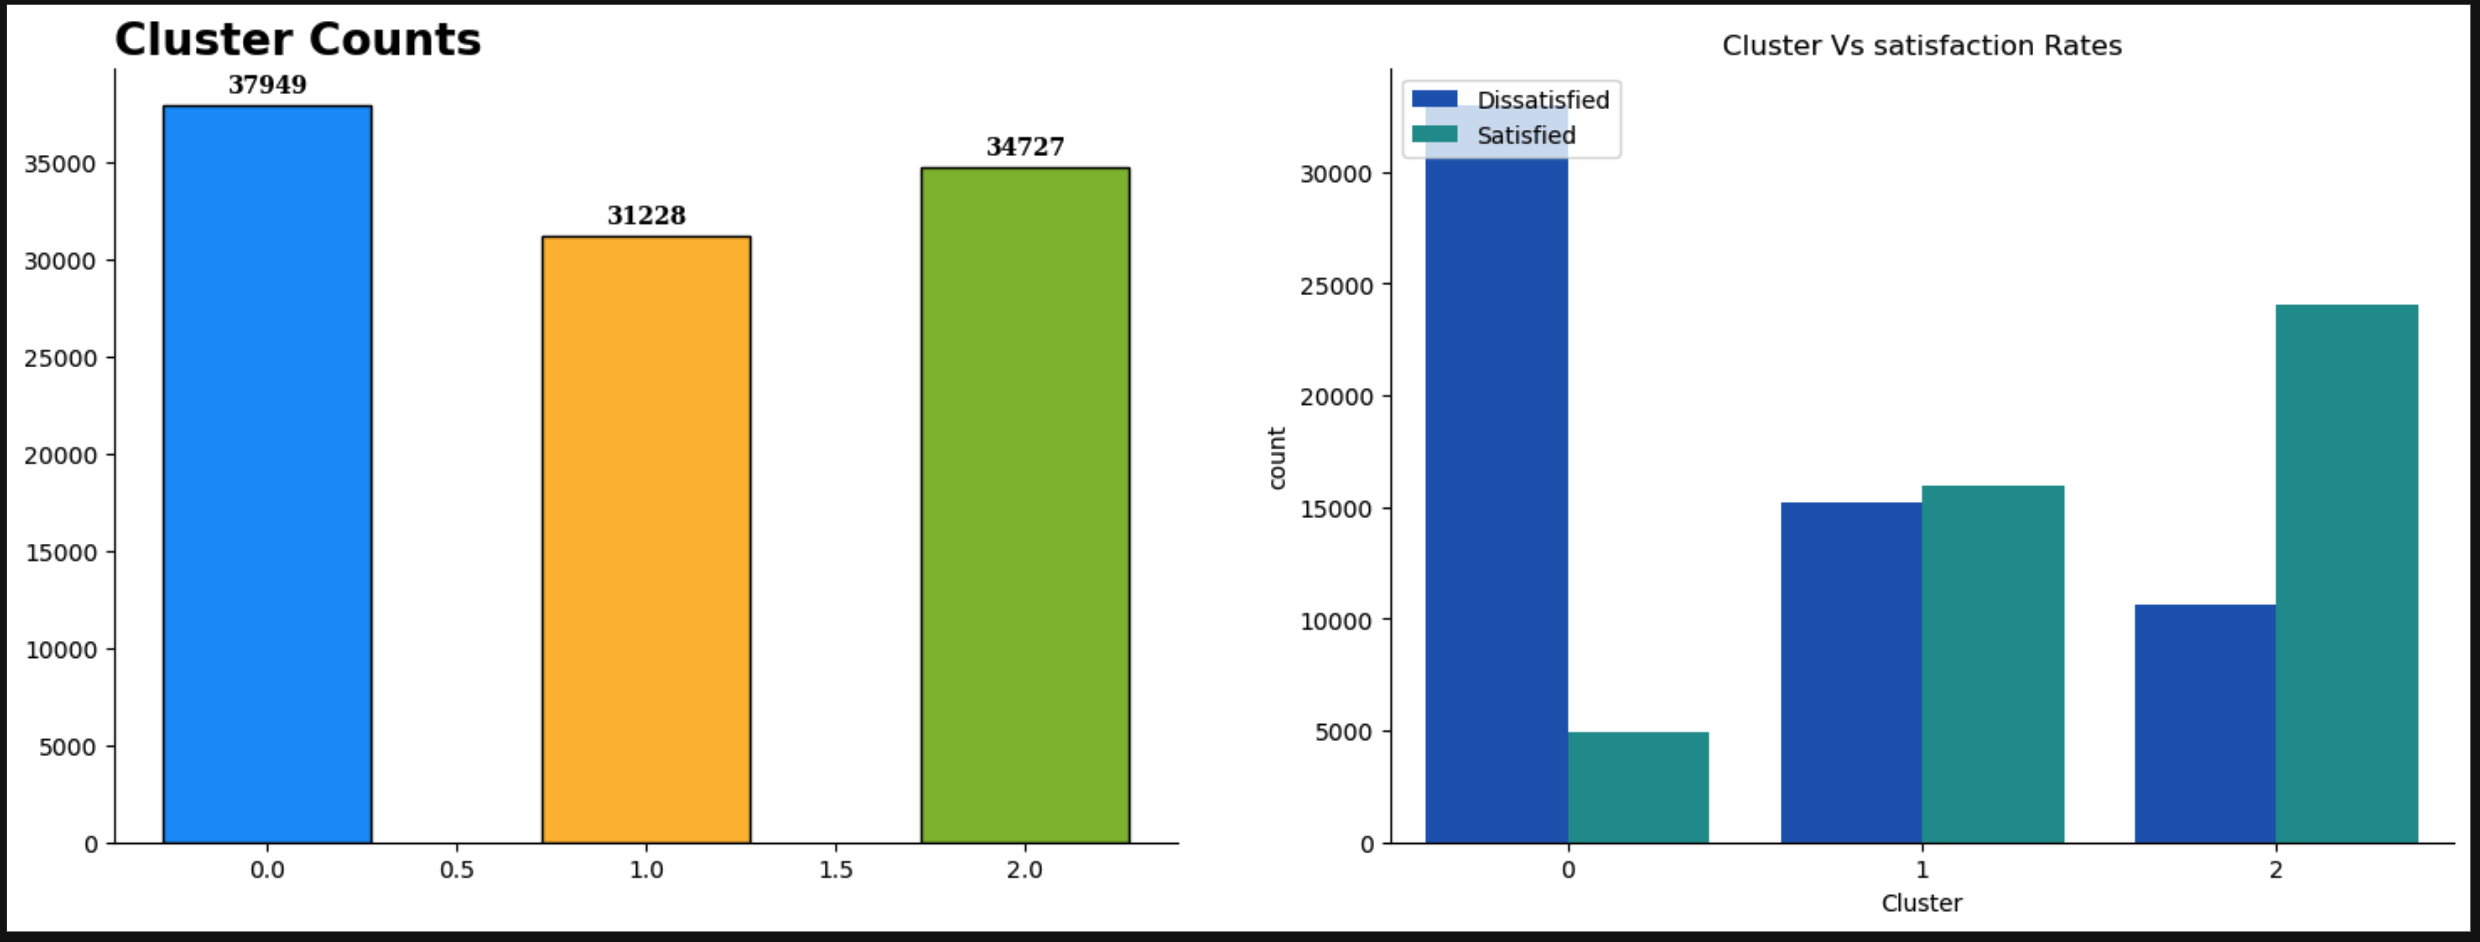 Cluster Counts
37949
31228
34727
35000
30000
25000
20000
15000
10000
5000
0
0.0 0.5 1.0 1.5 2.0
Cluster Vs satisfaction Rates
Dissatisfied
Satisfied
30000
25000
20000
15000
10000
5000
0
count
0 1 2
Cluster